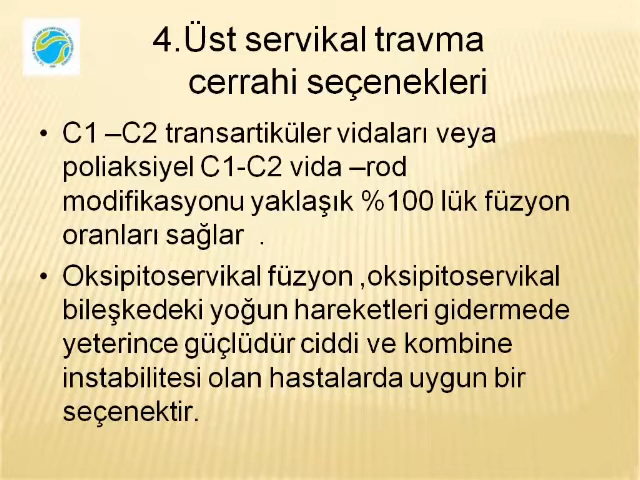 4.Üst servikal travma
cerrahi seçenekleri
• C1 –C2 transartiküler vidaları veya
poliaksiyel C1-C2 vida –rod
modifikasyonu yaklaşık %100 lük füzyon
oranları sağlar .
• Oksipitoservikal füzyon ,oksipitoservikal
bileşkedeki yoğun hareketleri gidermede
yeterince güçlüdür ciddi ve kombine
instabilitesi olan hastalarda uygun bir
seçenektir.